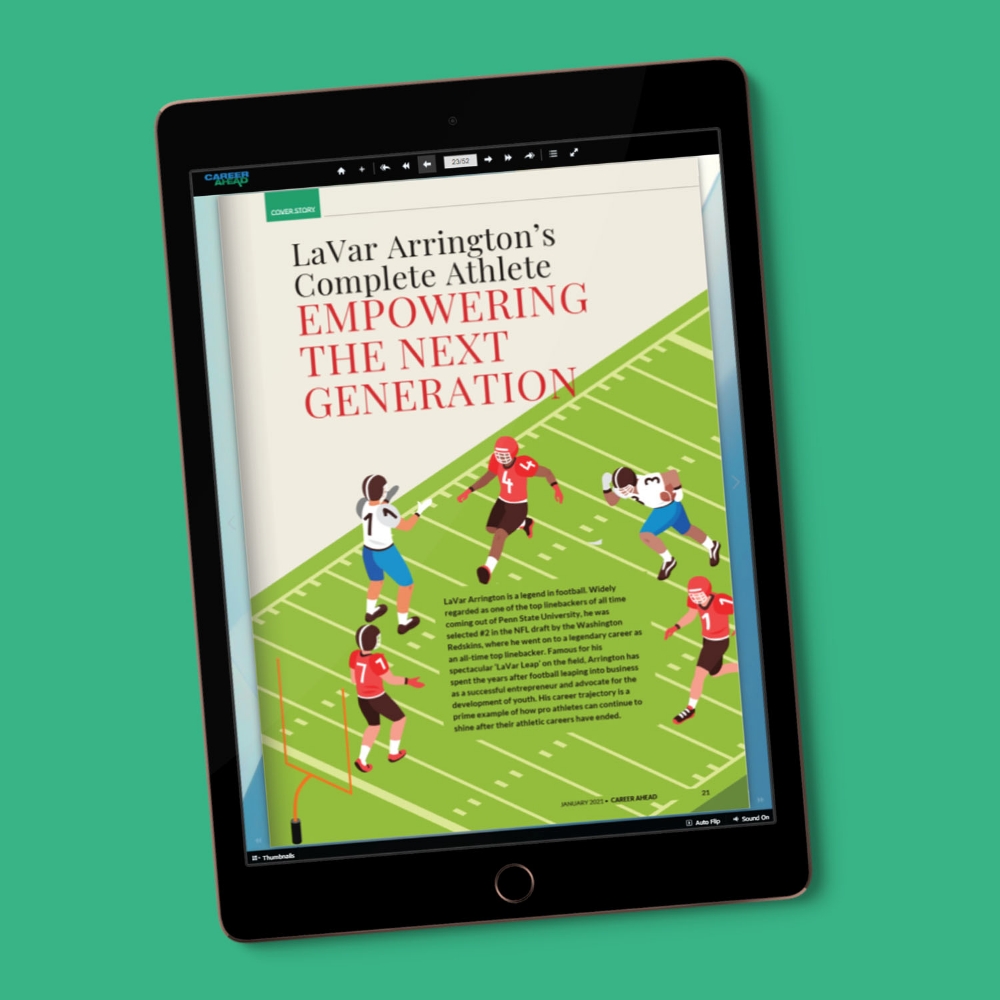 CAREER
AHEAD
23/52
COVER STORY
LaVar Arrington's
Complete Athlete
EMPOWERING
THE NEXT
GENERATION
11
4
3
7 7
1
LaVar Arrington is a legend in football. Widely
regarded as one of the top linebackers of all time
coming out of Penn State University, he was
selected #2 in the NFL draft by the Washington
Redskins, where he went on to a legendary career as
an all-time top linebacker. Famous for his
spectacular 'LaVar Leap' on the field, Arrington has
spent the years after football leaping into business
as a successful entrepreneur and advocate for the
development of youth. His career trajectory is a
prime example of how pro athletes can continue to
shine after their athletic careers have ended.
JANUARY 2021 • CAREER AHEAD
21
Thumbnails
Auto Flip
Sound On